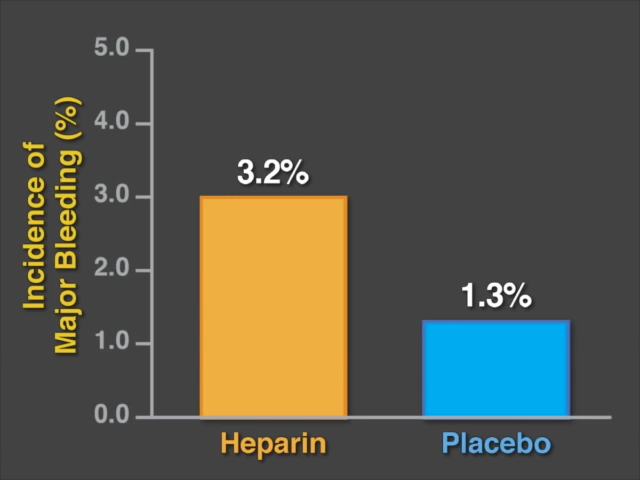 Incidence of
Major Bleeding (%)
5.0
4.0
3.0
2.0
1.0
0.0
3.2%
1.3%
Heparin
Placebo